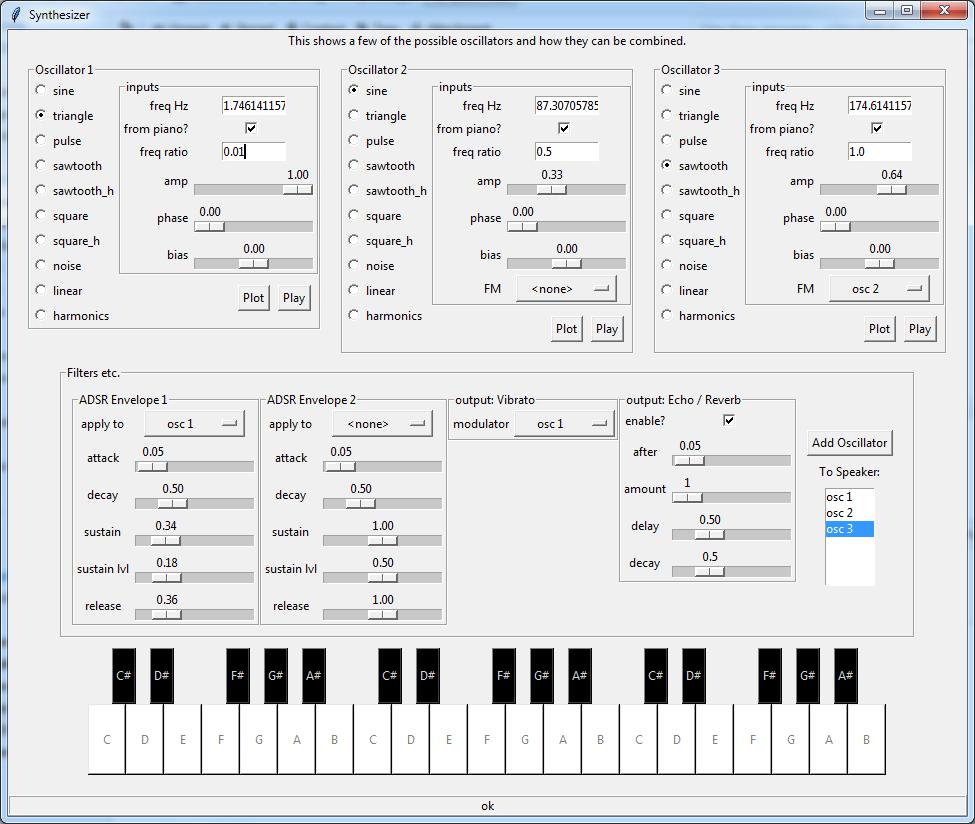 Synthesizer
This shows a few of the possible oscillators and how they can be combined.
Oscillator 1
sine
triangle
pulse
sawtooth
sawtooth_h
square
square_h
noise
linear
harmonics
inputs
freq Hz 1.746141157
from piano?
freq ratio 0.01
amp 1.00
phase 0.00
bias 0.00
Plot Play
Oscillator 2
sine
triangle
pulse
sawtooth
sawtooth_h
square
square_h
noise
linear
harmonics
inputs
freq Hz 87.30705785
from piano?
freq ratio 0.5
amp 0.33
phase 0.00
bias 0.00
FM <none>
Plot Play
Oscillator 3
sine
triangle
pulse
sawtooth
sawtooth_h
square
square_h
noise
linear
harmonics
inputs
freq Hz 174.6141157
from piano?
freq ratio 1.0
amp 0.64
phase 0.00
bias 0.00
FM osc 2
Plot Play
Filters etc.
ADSR Envelope 1
apply to osc 1
attack 0.05
decay 0.50
sustain 0.34
sustain lvl 0.18
release 0.36
ADSR Envelope 2
apply to <none>
attack 0.05
decay 0.50
sustain 1.00
sustain lvl 0.50
release 1.00
output: Vibrato
modulator osc 1
output: Echo / Reverb
enable?
after 0.05
amount 1
delay 0.50
decay 0.5
Add Oscillator
To Speaker:
osc 1
osc 2
osc 3
C# D# F# G# A# C# D# F# G# A# C# D# F# G# A#
C D E F G A B C D E F G A B C D E F G A B
ok